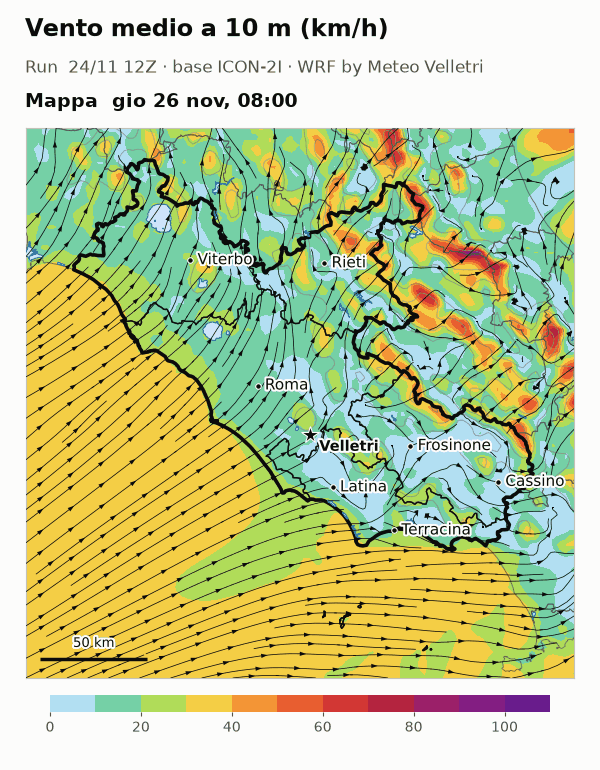 Vento medio a 10 m (km/h)
Run 24/11 12Z · base ICON-2I · WRF by Meteo Velletri
Mappa gio 26 nov, 08:00
Viterbo
Rieti
Roma
Velletri
Frosinone
Cassino
Latina
Terracina
50 km
0 20 40 60 80 100